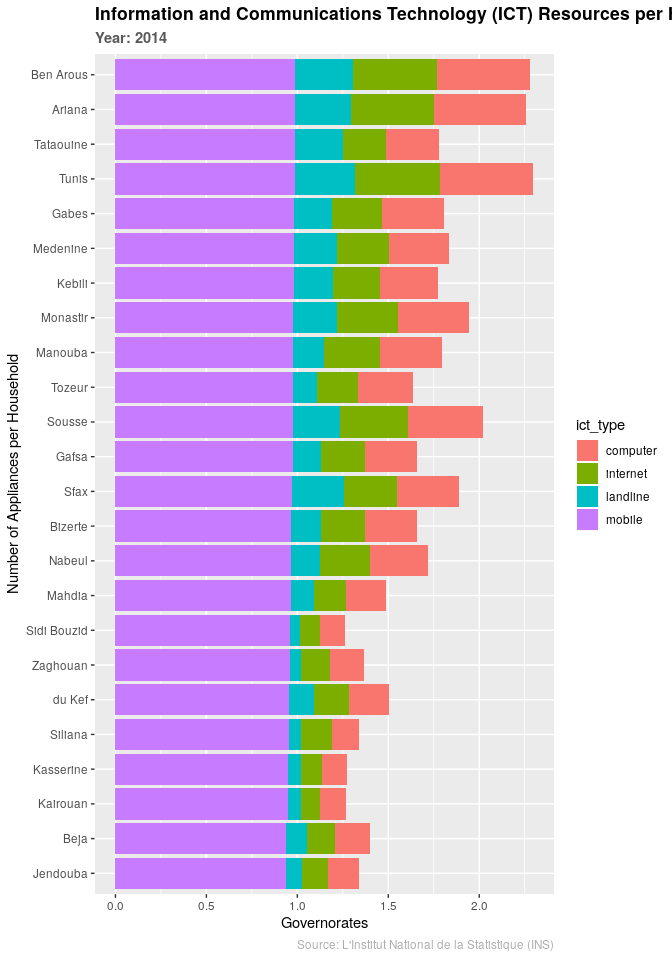 Information and Communications Technology (ICT) Resources per
Year: 2014
Number of Appliances per Household
Ben Arous
Ariana
Tataouine
Tunis
Gabes
Medenine
Kebili
Monastir
Manouba
Tozeur
Sousse
Gafsa
Sfax
Bizerte
Nabeul
Mahdia
Sidi Bouzid
Zaghouan
du Kef
Siliana
Kasserine
Kairouan
Beja
Jendouba
0.0 0.5 1.0 1.5 2.0
Governorates
ict_type
computer
internet
landline
mobile
Source: L'Institut National de la Statistique (INS)